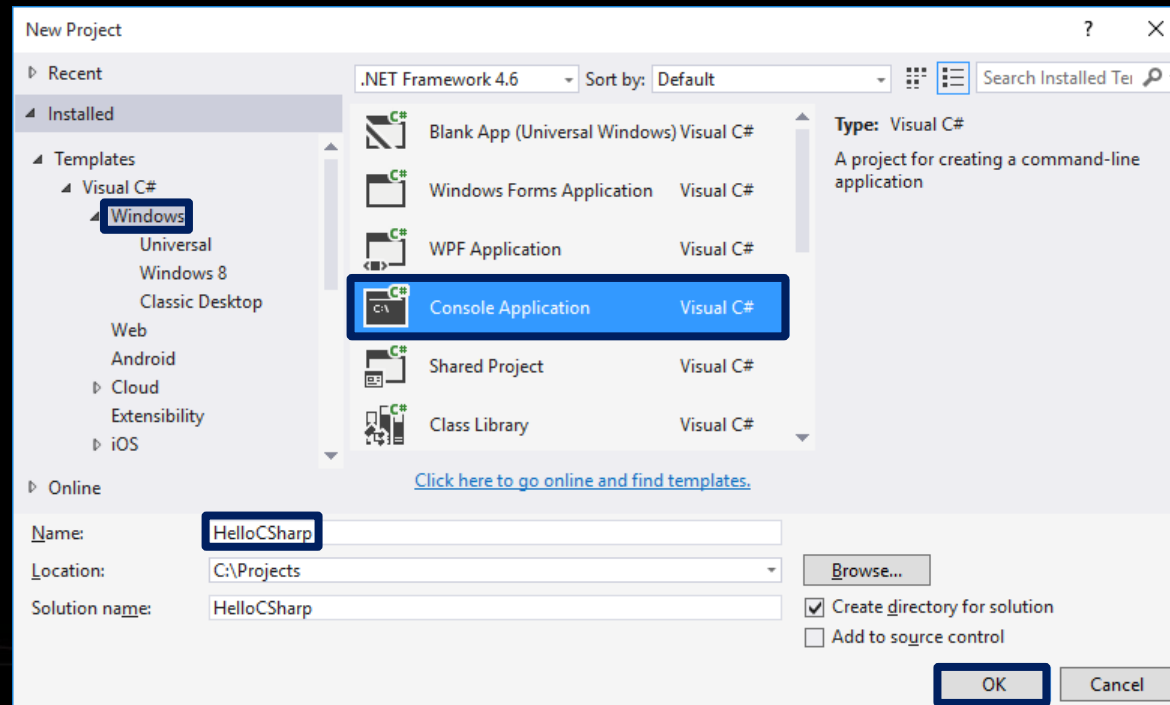 New Project
?
Recent
.NET Framework 4.6
Sort by: Default
Search Installed Te
Installed
Templates
Visual C#
Windows
Universal
Windows 8
Classic Desktop
Web
Android
Cloud
Extensibility
iOS
Online
C# Blank App (Universal Windows) Visual C#
C# Windows Forms Application Visual C#
C# WPF Application Visual C#
C# C:\ Console Application Visual C#
C# Shared Project Visual C#
C# Class Library Visual C#
Click here to go online and find templates.
Type: Visual C#
A project for creating a command-line
application
Name: HelloCSharp
Location: C:\Projects
Browse...
Solution name: HelloCSharp
Create directory for solution
Add to source control
OK Cancel